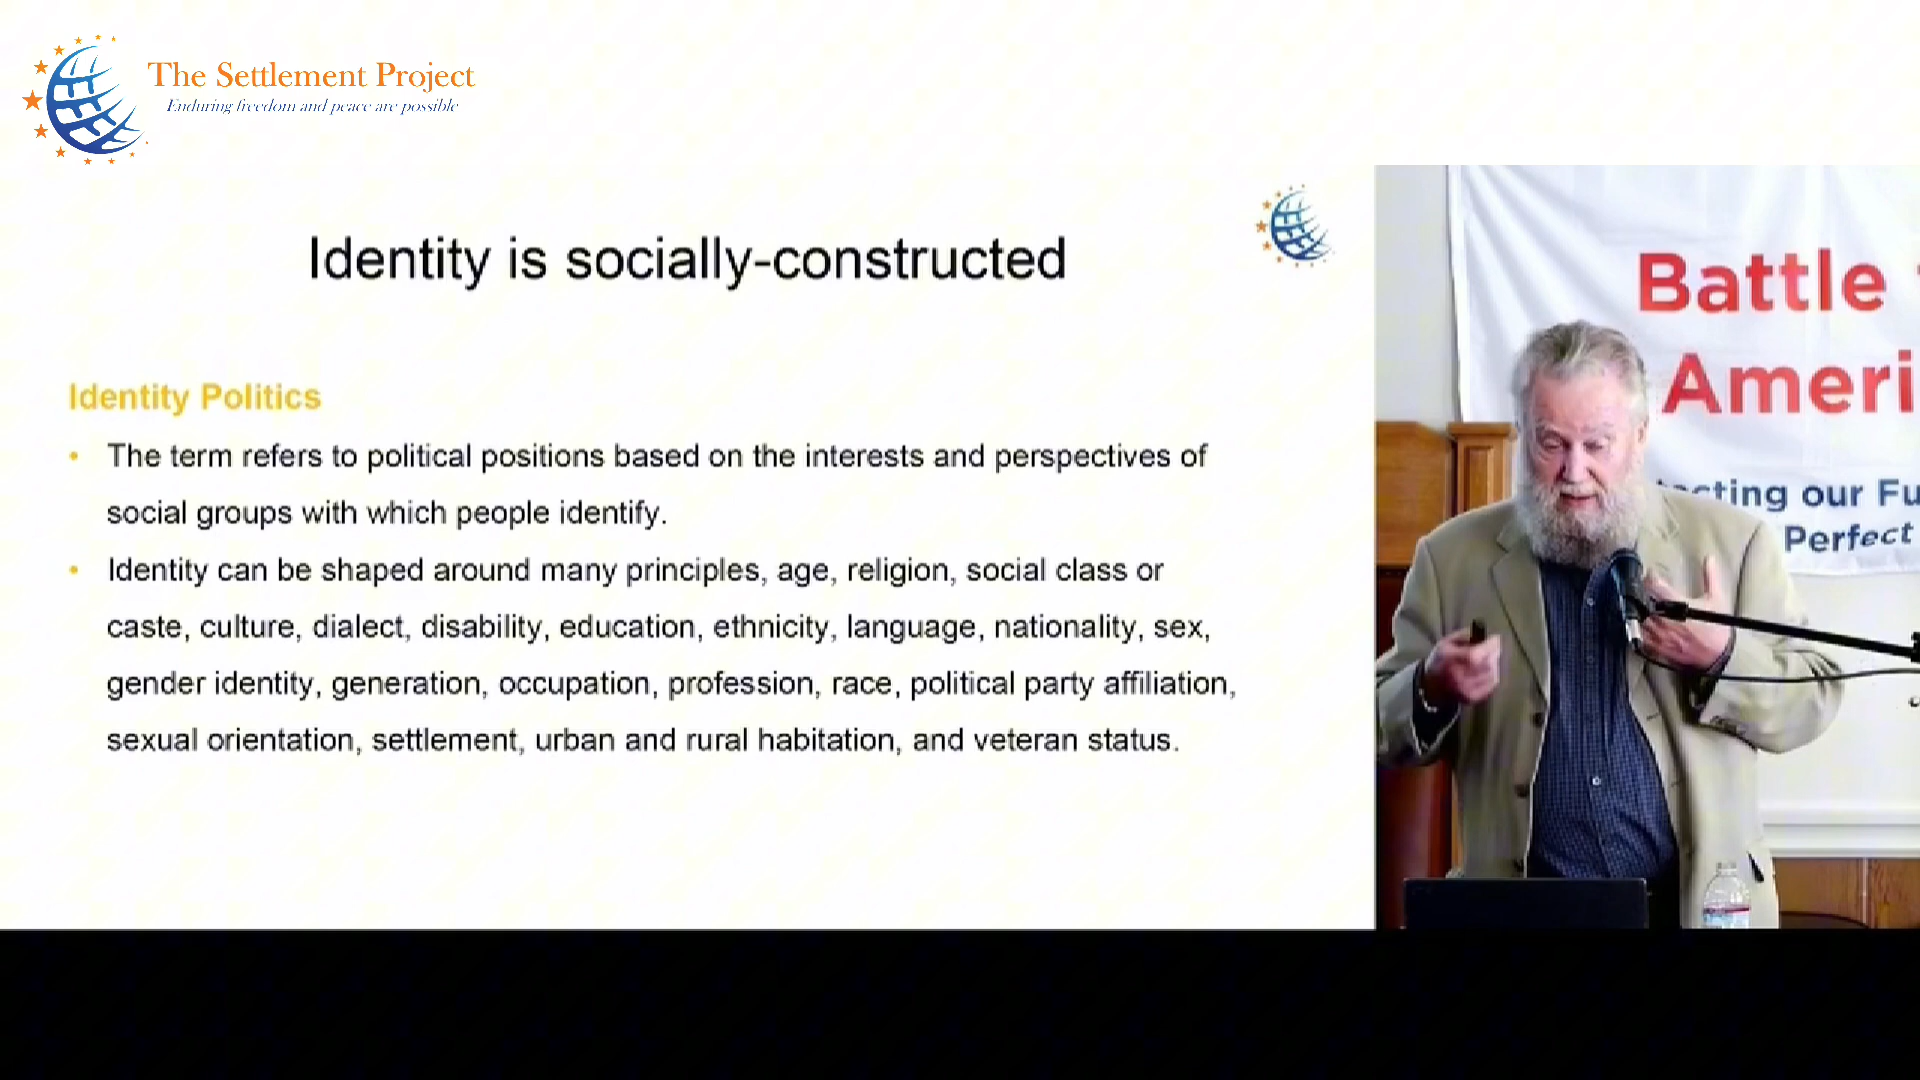 The Settlement Project
Enduring freedom and peace are possible
Identity is socially-constructed
Identity Politics
• The term refers to political positions based on the interests and perspectives of
social groups with which people identify.
• Identity can be shaped around many principles, age, religion, social class or
caste, culture, dialect, disability, education, ethnicity, language, nationality, sex,
gender identity, generation, occupation, profession, race, political party affiliation,
sexual orientation, settlement, urban and rural habitation, and veteran status.
Battle
Ameri
our Fu
Perfect